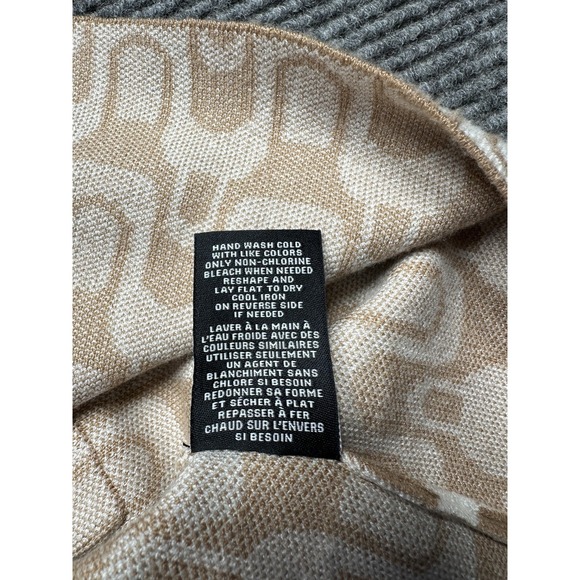 HAND WASH COLD
WITH LIKE COLORS
ONLY NON-CHLORINE
BLEACH WHEN NEEDED
RESHAPE AND
LAY FLAT TO DRY
COOL IRON
ON REVERSE SIDE
IF NEEDED
LAVER À LA MAIN À
L'EAU FROIDE AVEC DES
COULEURS SIMILAIRES
UTILISER SEULEMENT
UN AGENT DE
BLANCHIMENT SANS
CHLORE SI BESOIN
REDONNER SA FORME
ET SÉCHER À PLAT
REPASSER À FER
CHAUD SUR L'ENVERS
SI BESOIN